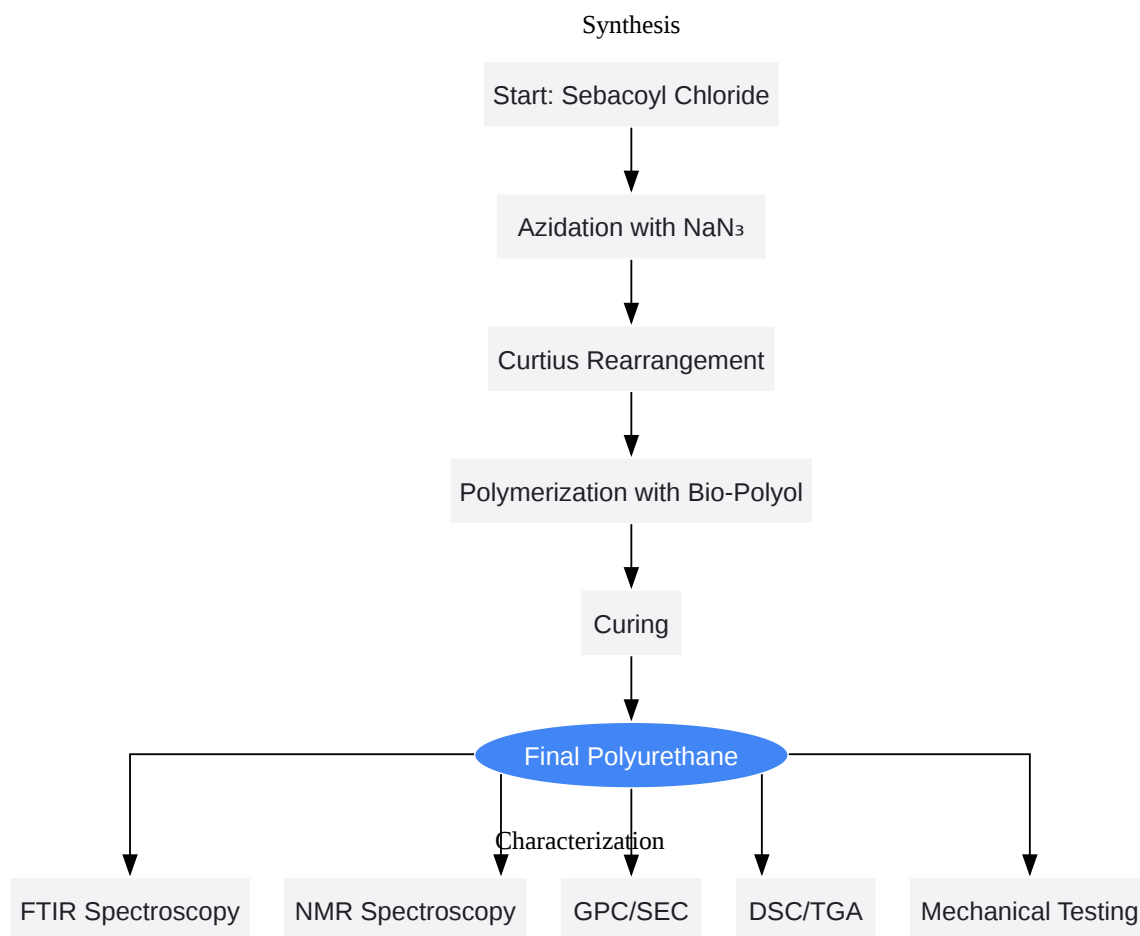 Synthesis
Start: Sebacoyl Chloride
Azidation with NaN₃
Curtius Rearrangement
Polymerization with Bio-Polyol
Curing
Final Polyurethane
Characterization
FTIR Spectroscopy
NMR Spectroscopy
GPC/SEC
DSC/TGA
Mechanical Testing